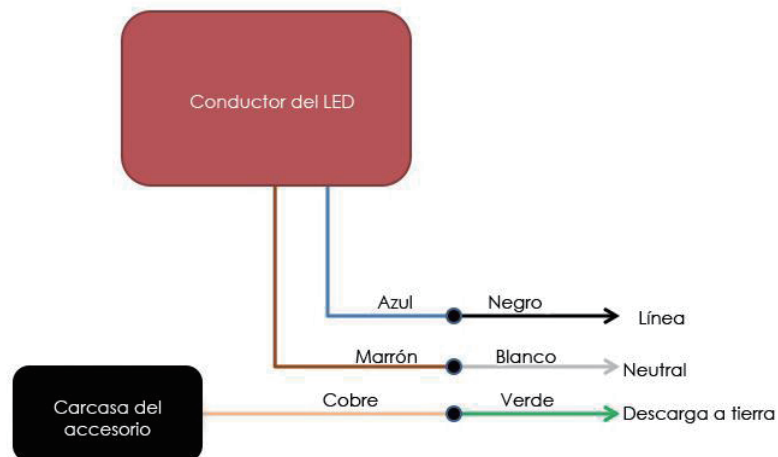 Conductor del LED
Azul Negro
Línea
Marrón Blanco
Neutral
Carcasa del
accesorio
Cobre Verde
Descarga a tierra